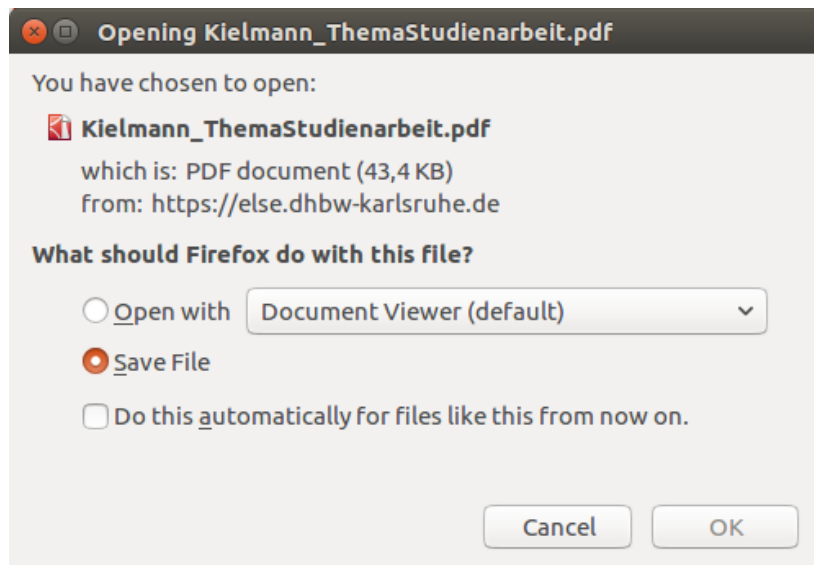 Opening Kielmann_ThemaStudienarbeit.pdf
You have chosen to open:
Kielmann_ThemaStudienarbeit.pdf
which is: PDF document (43,4 KB)
from: https://else.dhbw-karlsruhe.de
What should Firefox do with this file?
Open with Document Viewer (default)
Save File
Do this automatically for files like this from now on.
Cancel OK